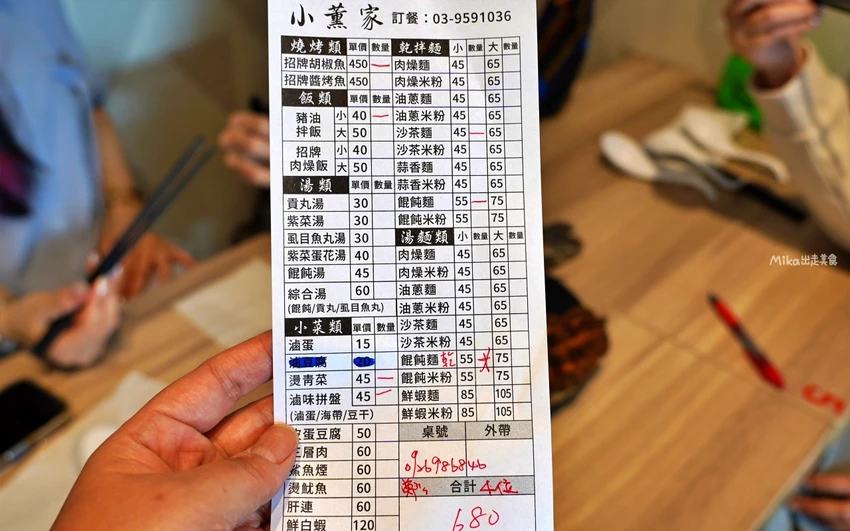 小薰家 訂餐：03-9591036
燒烤類 單價 數量
招牌胡椒魚 450 一
招牌醬烤魚 450
飯類 單價 數量
豬油拌飯 小 40 一
大 50
招牌肉燥飯 小 40
大 50
湯類 單價 數量
貢丸湯 30
紫菜湯 30
虱目魚丸湯 30
紫菜蛋花湯 40
餛飩湯 45
綜合湯 60
(餛飩/貢丸/虱目魚丸)
小菜類 單價 數量
滷蛋 15
滷豆腐 20
燙青菜 45 一
滷味拼盤 45 一
(滷蛋/海帶/豆干)
皮蛋豆腐 50
三層肉 60
鯊魚煙 60
燙魷魚 60
肝連 60
鮮白蝦 120
乾拌麵 小 數量 大 數量
肉燥麵 45 65
肉燥米粉 45 65
油蔥麵 45 65
油蔥米粉 45 65
沙茶麵 45 一 65
沙茶米粉 45 65
蒜香麵 45 65
蒜香米粉 45 65
餛飩麵 55 一 75
餛飩米粉 55 75
湯麵類 小 數量 大 數量
肉燥麵 45 65
肉燥米粉 45 65
油蔥麵 45 65
油蔥米粉 45 65
沙茶麵 45 65
沙茶米粉 45 65
餛飩麵 乾 55 75
餛飩米粉 55 75
鮮蝦麵 85 105
鮮蝦米粉 85 105
桌號 外帶
0926986846
合計 4位
680
Mika出走美食